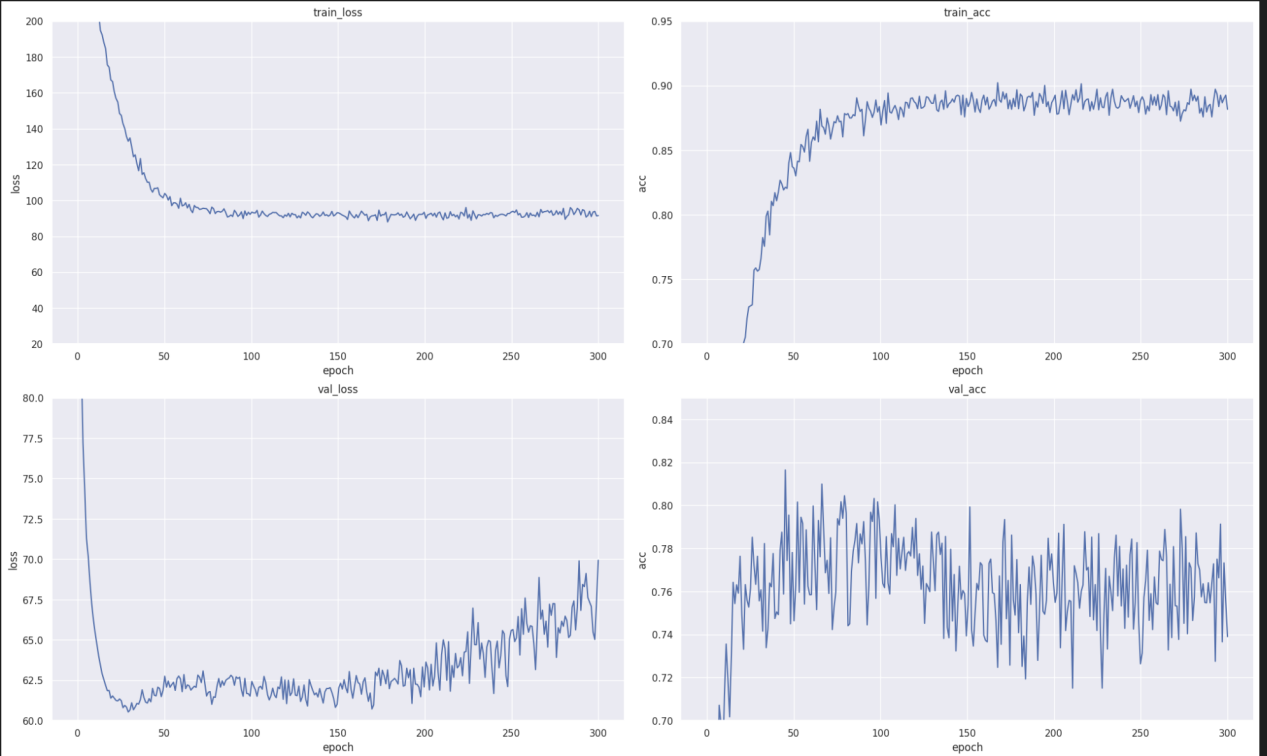 train_loss
200
180
160
140
120
100
80
60
40
20
loss
0 50 100 150 200 250 300
epoch
train_acc
0.95
0.90
0.85
0.80
0.75
0.70
acc
0 50 100 150 200 250 300
epoch
val_loss
80.0
77.5
75.0
72.5
70.0
67.5
65.0
62.5
60.0
loss
0 50 100 150 200 250 300
epoch
val_acc
0.84
0.82
0.80
0.78
0.76
0.74
0.72
0.70
acc
0 50 100 150 200 250 300
epoch